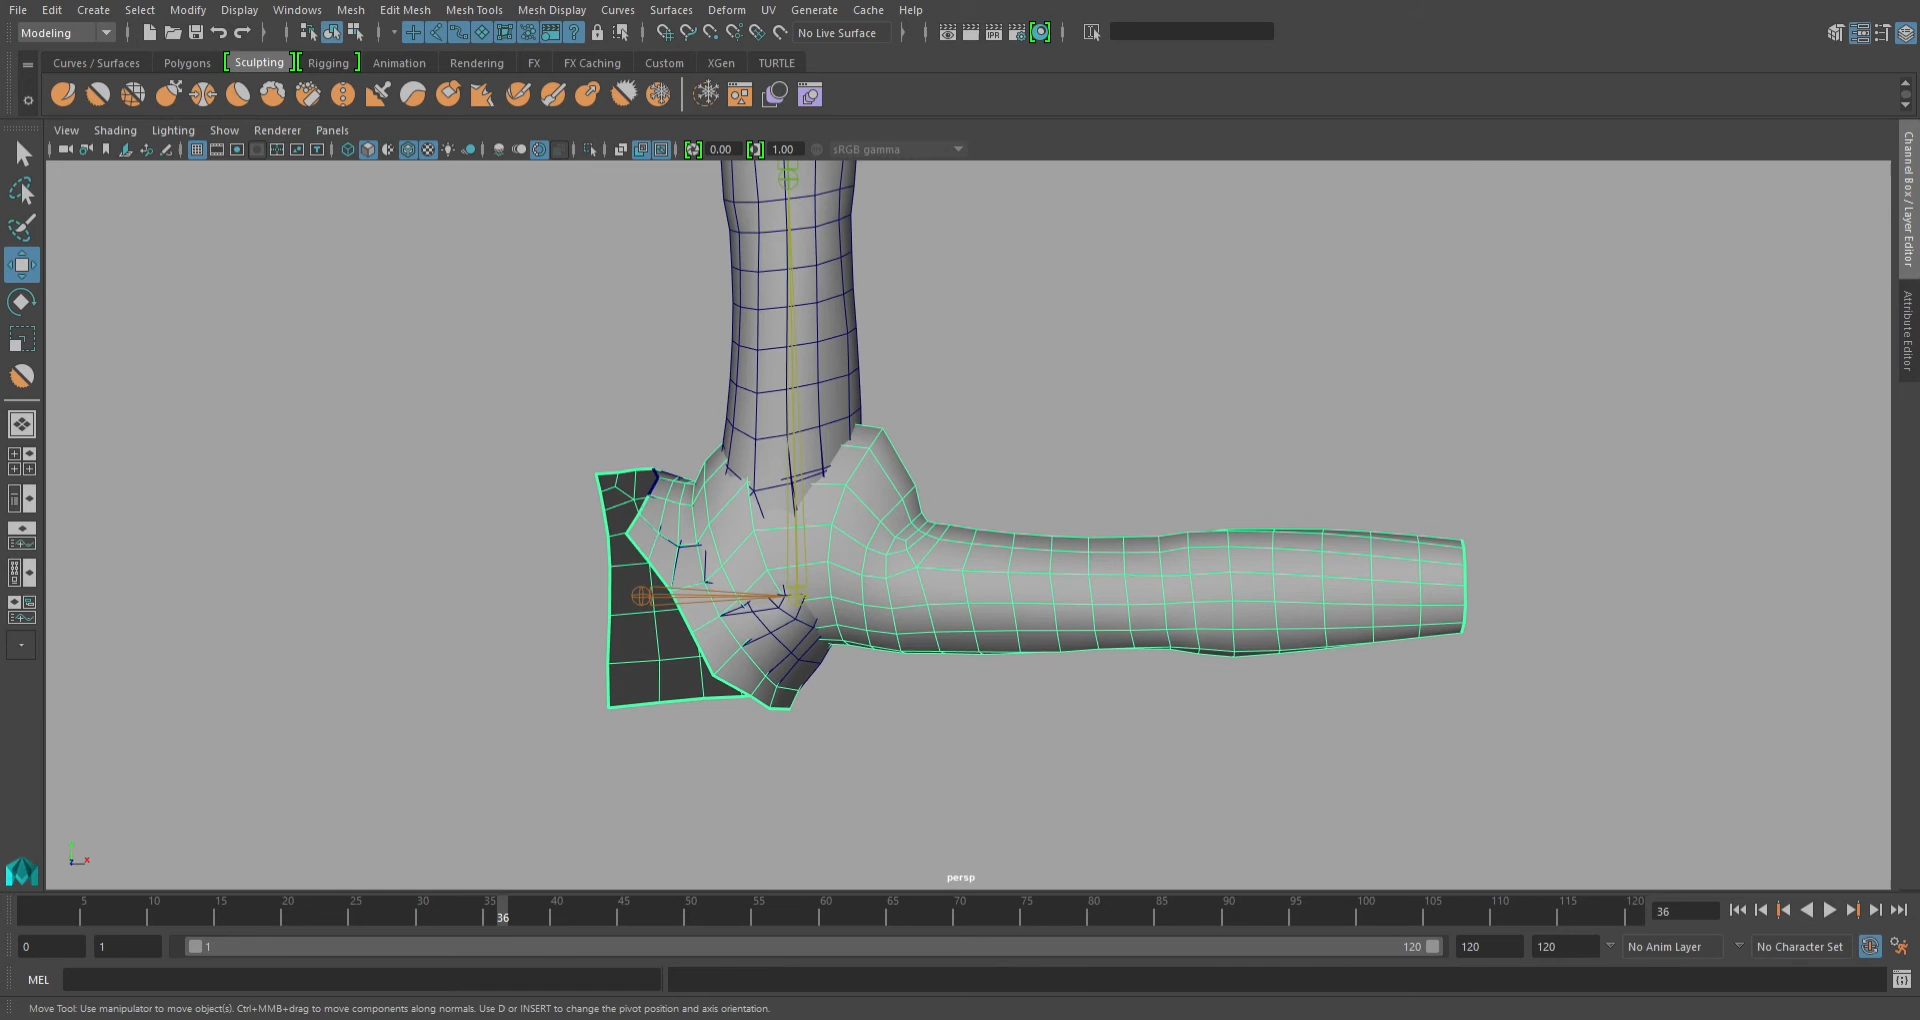 File Edit Create Select Modify Display Windows Mesh Edit Mesh Mesh Tools Mesh Display Curves Surfaces Deform UV Generate Cache Help
Modeling No Live Surface
Curves / Surfaces Polygons Sculpting Rigging Animation Rendering FX FX Caching Custom XGen TURTLE
View Shading Lighting Show Renderer Panels
0.00 1.00 sRGB gamma
Channel Box / Layer Editor
Attribute Editor
persp
5 10 15 20 25 30 35 40 45 50 55 60 65 70 75 80 85 90 95 100 105 110 115 120
36 36
0 1 1 120 120 120 No Anim Layer No Character Set
MEL
Move Tool: Use manipulator to move object(s). Ctrl+MMB+drag to move components along normals. Use D or INSERT to change the pivot position and axis orientation.